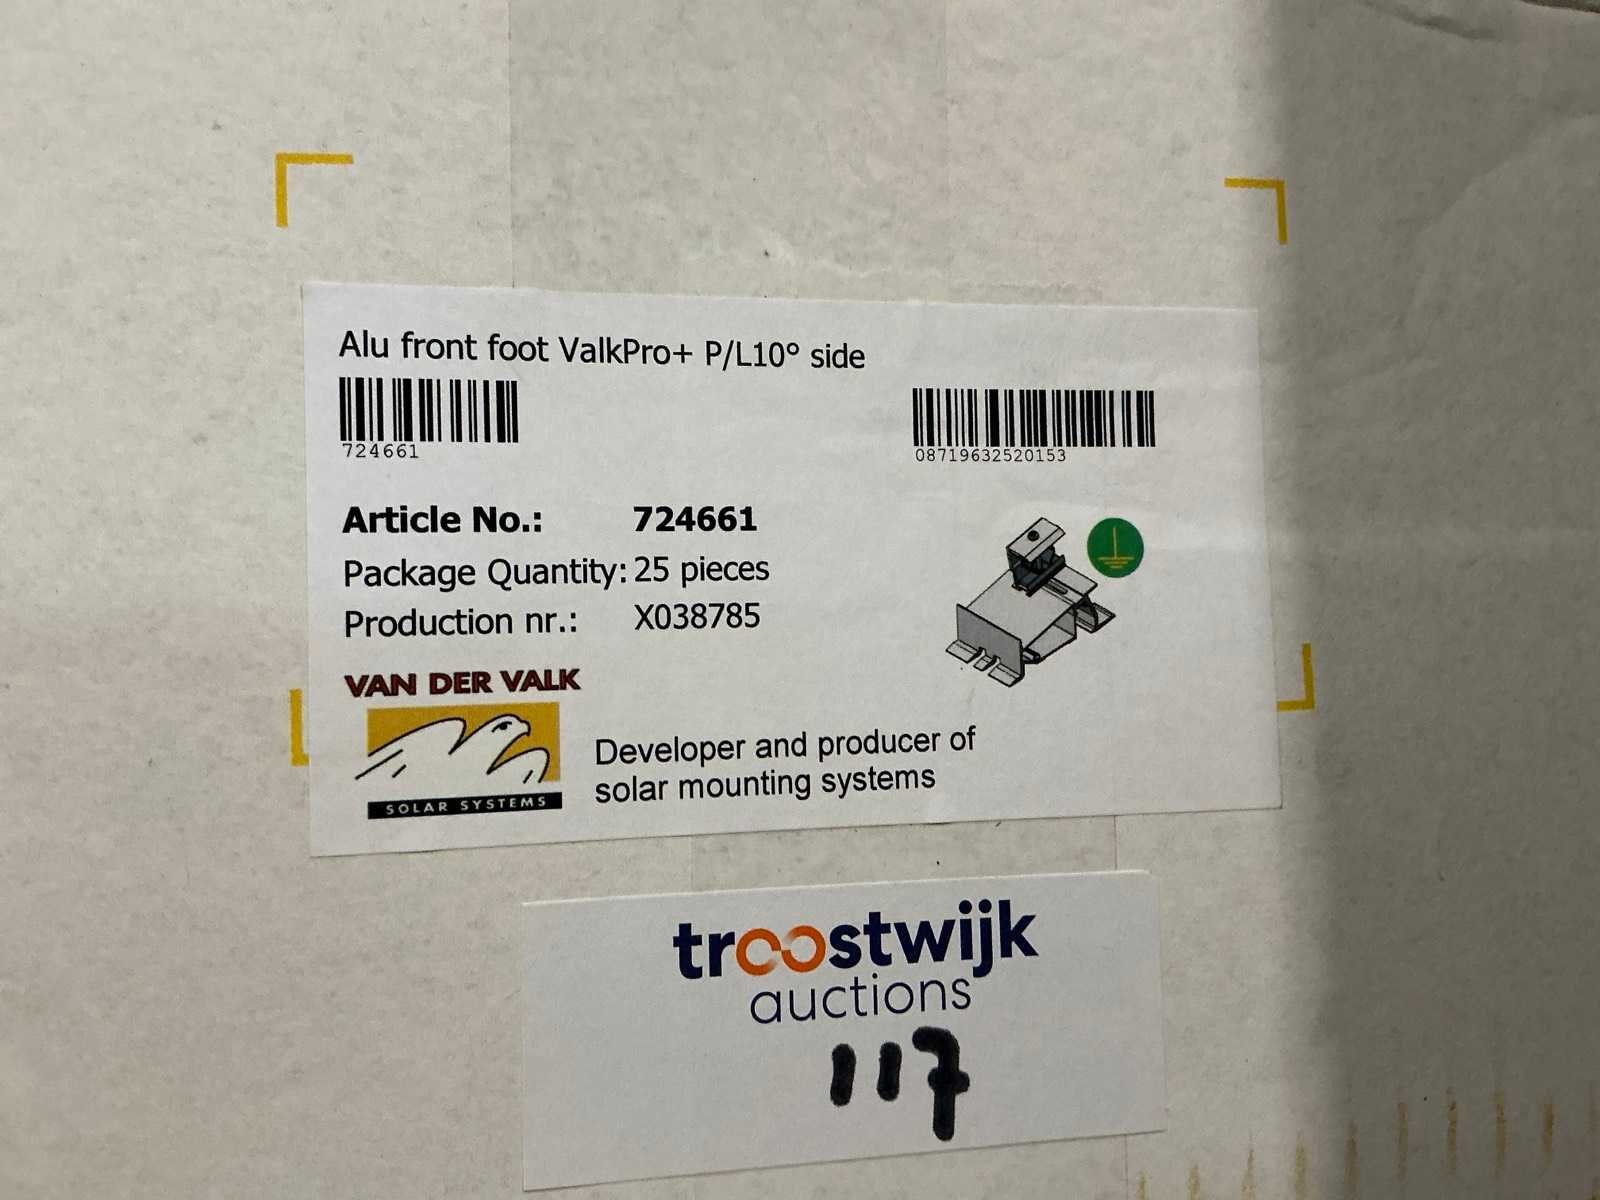 Alu front foot ValkPro+ P/L10° side
724661
08719632520153
Article No.: 724661
Package Quantity: 25 pieces
Production nr.: X038785
VAN DER VALK
SOLAR SYSTEMS
Developer and producer of
solar mounting systems
troostwijk
auctions
117